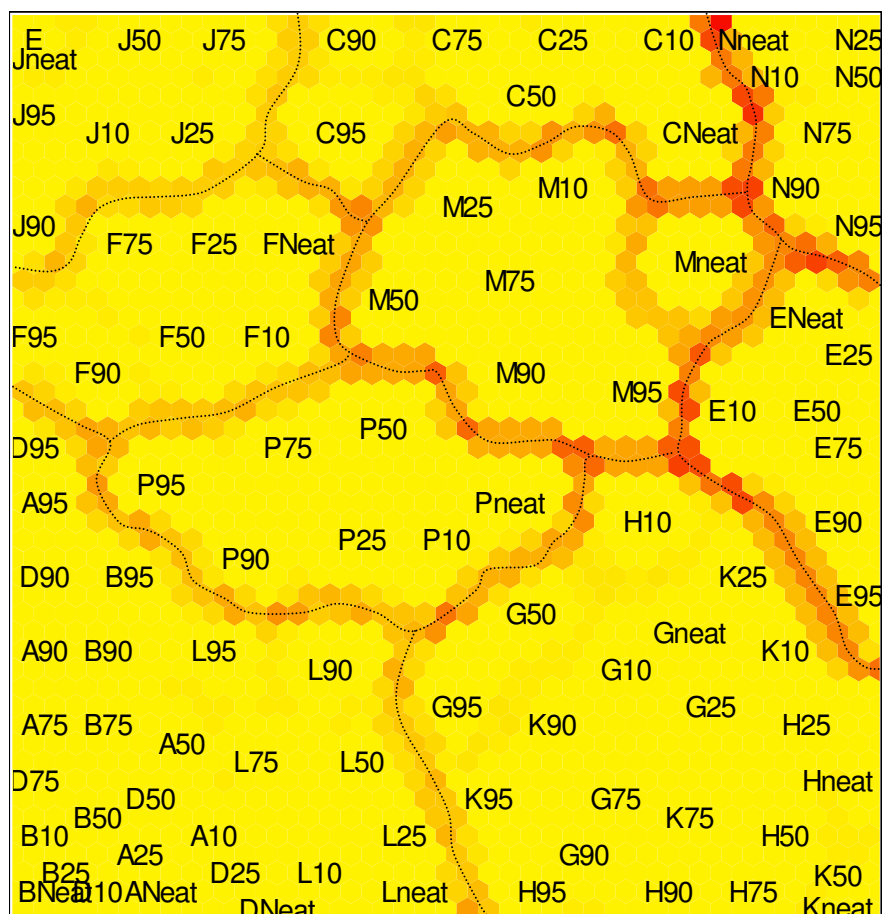 E J50 J75 C90 C75 C25 C10 Nneat N25
Jneat
N10 N50
C50
J95
J10 J25 C95 CNeat N75
M10 N90
M25
J90 N95
F75 F25 FNeat
Mneat
M75
M50
ENeat
F95 F50 F10
E25
F90 M90
M95
E10 E50
P50
D95 P75 E75
P95
A95 Pneat
H10 E90
P25 P10
P90
D90 B95 K25
E95
G50
Gneat
A90 B90 L95 K10
L90 G10
G95 G25
A75 B75 K90 H25
A50
L75 L50
D75 Hneat
D50 K95 G75
B50 K75
B10 A10 L25 H50
A25 G90
B25 D25 L10 K50
BNeat D10 ANeat Lneat H95 H90 H75
DNeat Kneat